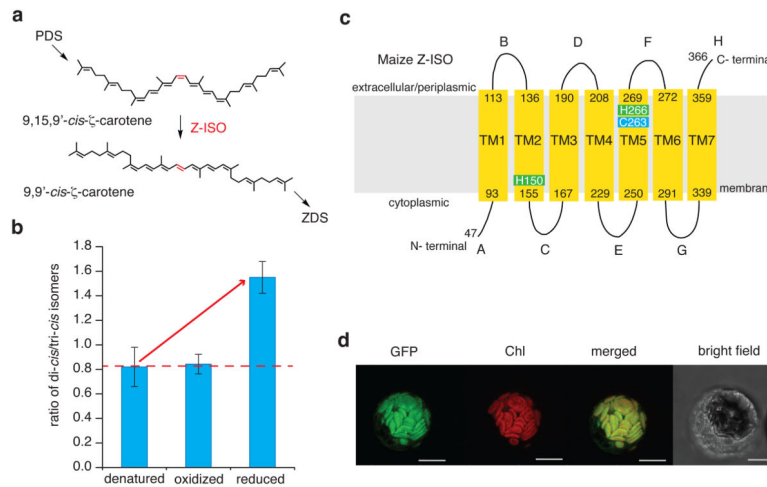 a
PDS
9,15,9'-cis-ζ-carotene
Z-ISO
9,9'-cis-ζ-carotene
ZDS
b
ratio of di-cis/tri-cis isomers
1.8
1.6
1.4
1.2
1.0
0.8
0.6
0.4
0.2
0.0
denatured oxidized reduced
c
Maize Z-ISO
B D F H
366
C- termina
extracellular/periplasmic
113 136 190 208 269 272 359
H266
C263
TM1 TM2 TM3 TM4 TM5 TM6 TM7
H150
membran
93 155 167 229 250 291 339
cytoplasmic
47
N- terminal
A C E G
d
GFP Chl merged bright field